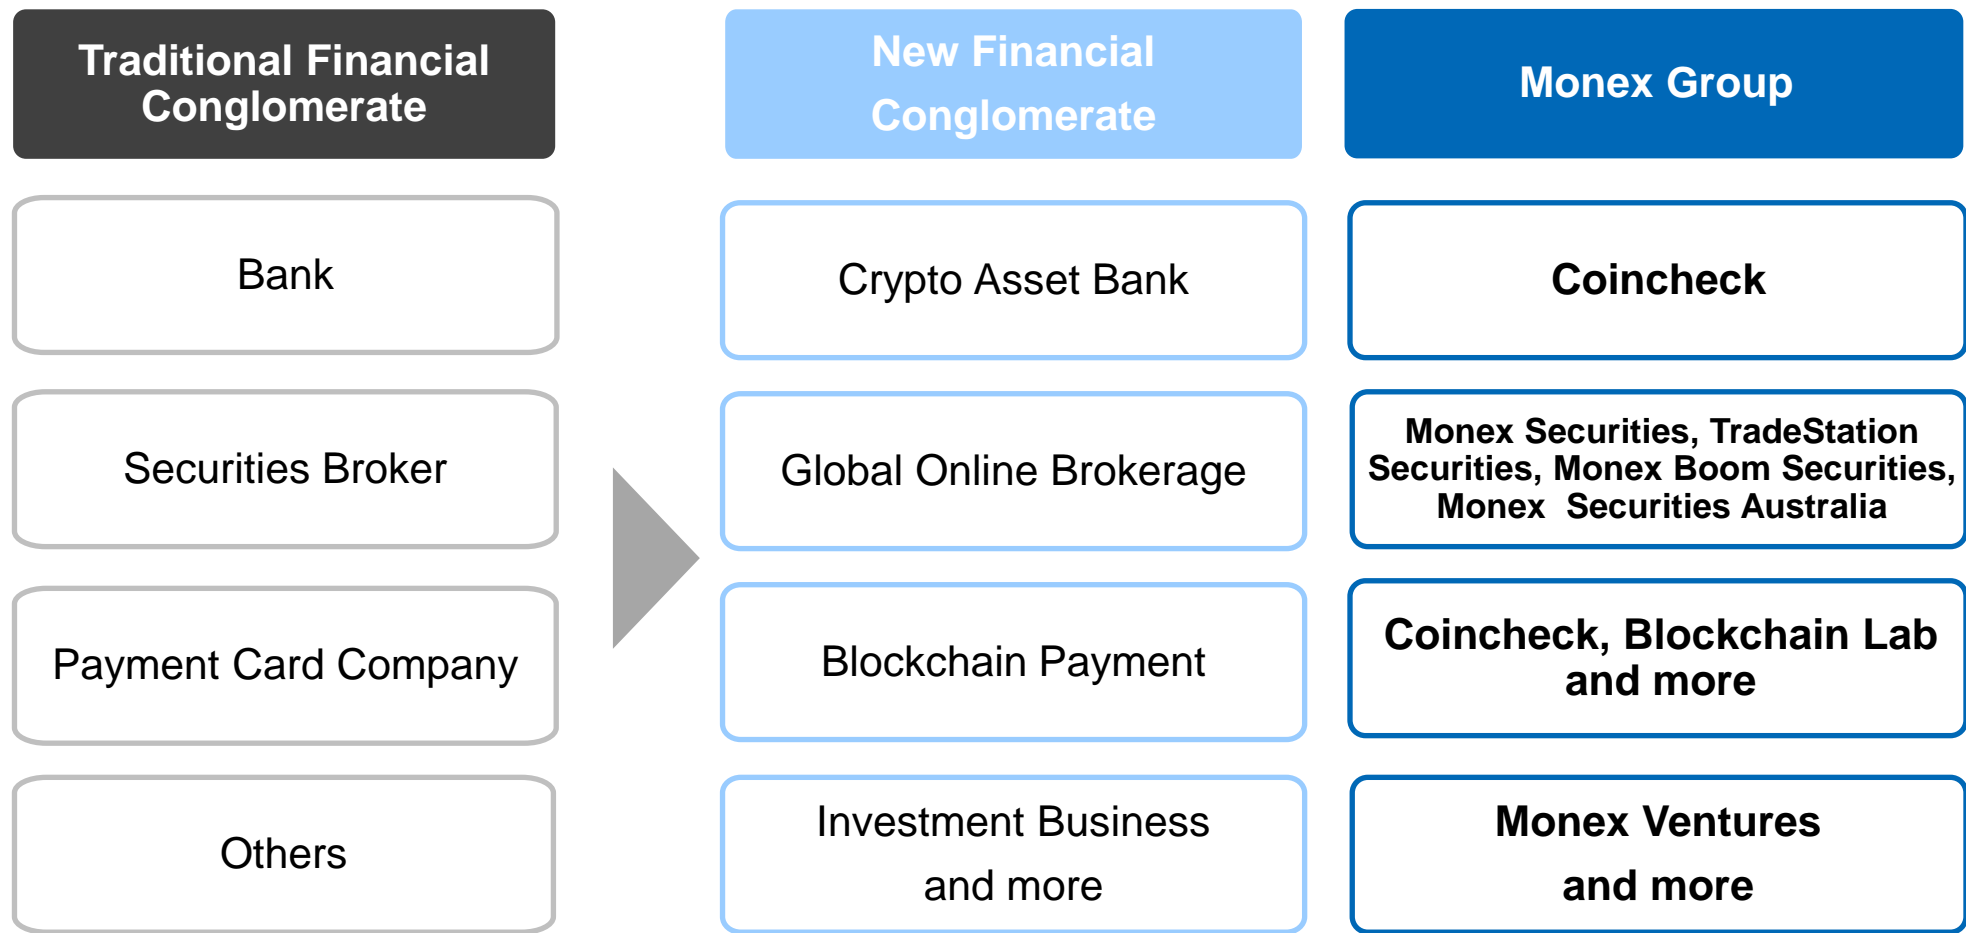 Traditional Financial
Conglomerate
New Financial
Conglomerate
Monex Group
Bank
Crypto Asset Bank
Coincheck
Securities Broker
Global Online Brokerage
Monex Securities, TradeStation
Securities, Monex Boom Securities,
Monex  Securities Australia
Payment Card Company
Blockchain Payment
Coincheck, Blockchain Lab
and more
Others
Investment Business
and more
Monex Ventures
and more